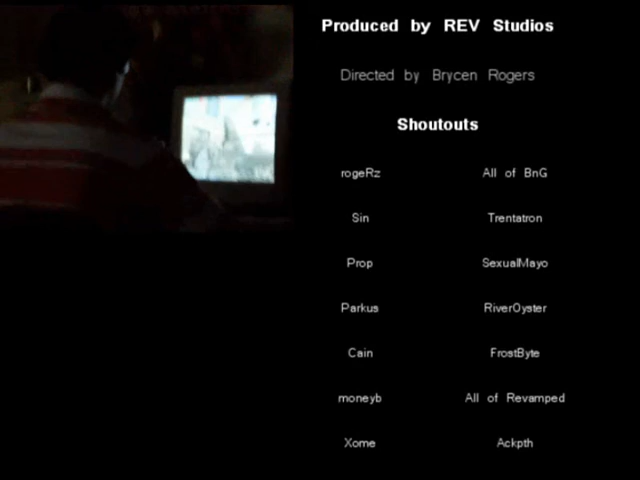 Produced by REV Studios
Directed by Brycen Rogers
Shoutouts
rogeRz All of BnG
Sin Trentatron
Prop SexualMayo
Parkus RiverOyster
Cain FrostByte
moneyb All of Revamped
Xome Ackpth